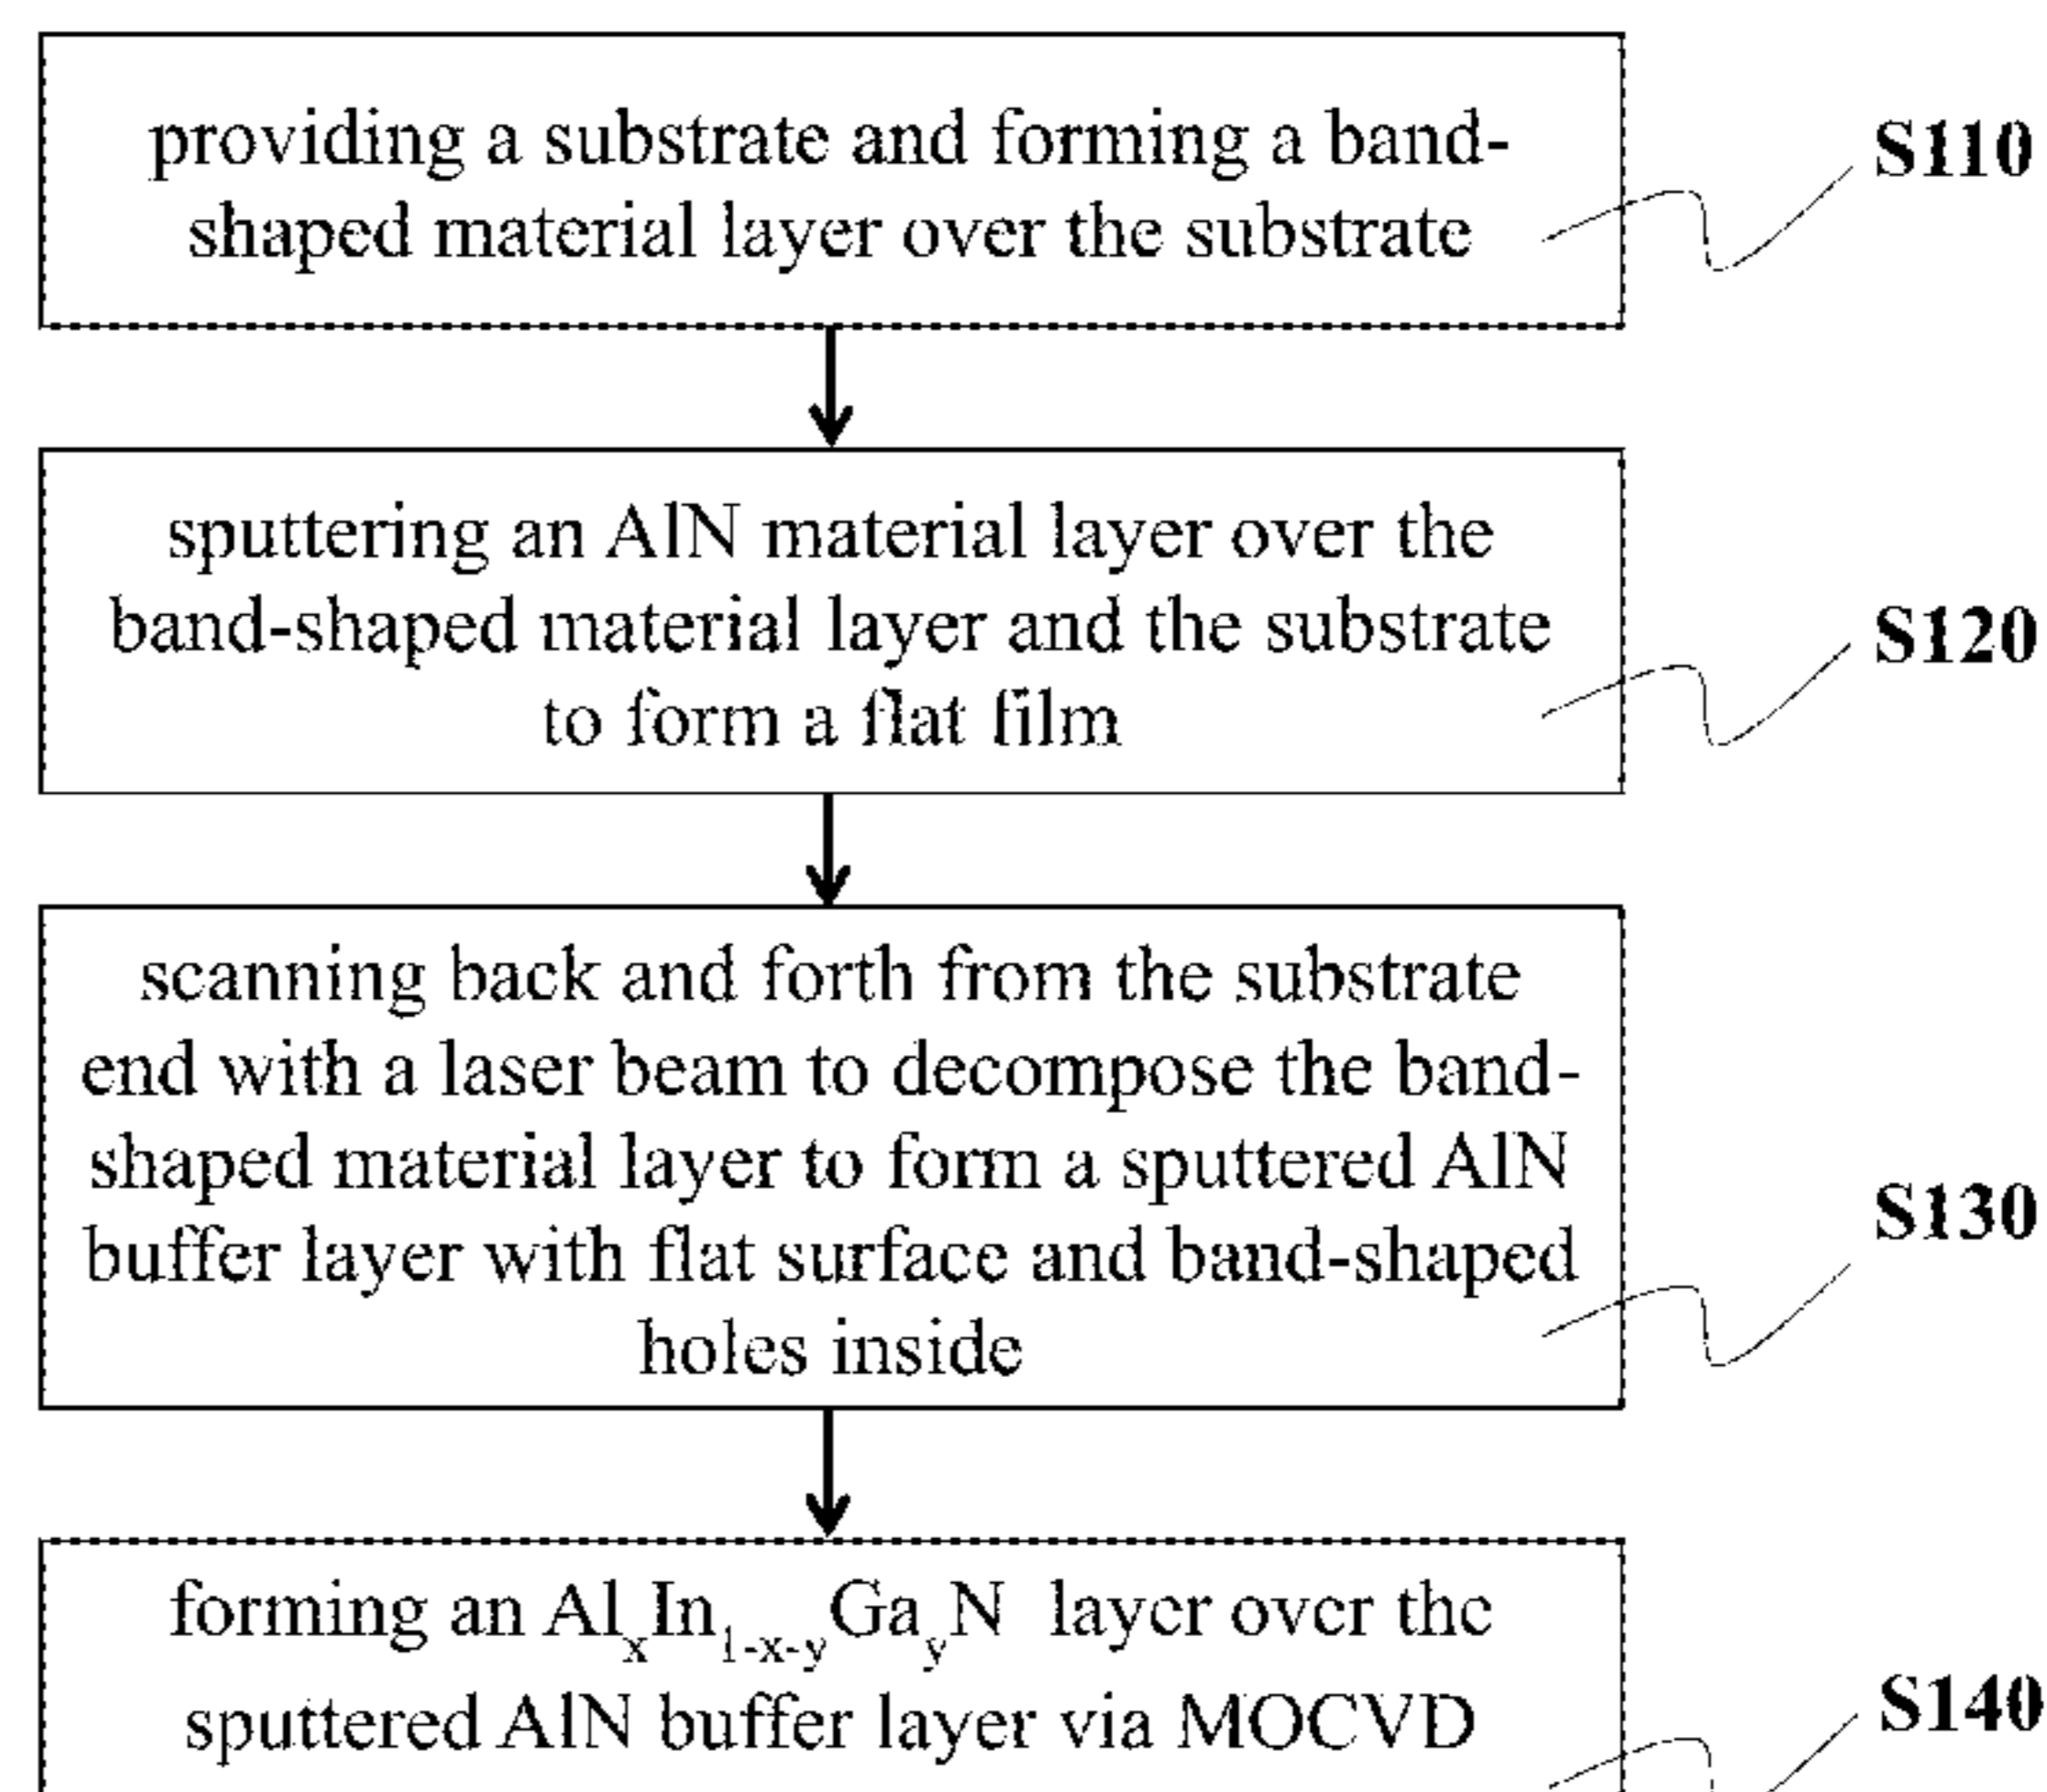 providing a substrate and forming a band-
shaped material layer over the substrate
S110
sputtering an AlN material layer over the
band-shaped material layer and the substrate
to form a flat film
S120
scanning back and forth from the substrate
end with a laser beam to decompose the band-
shaped material layer to form a sputtered AlN
buffer layer with flat surface and band-shaped
holes inside
S130
forming an AlₓIn₁₋ₓ₋ᵧGaᵧN layer over the
sputtered AlN buffer layer via MOCVD
S140